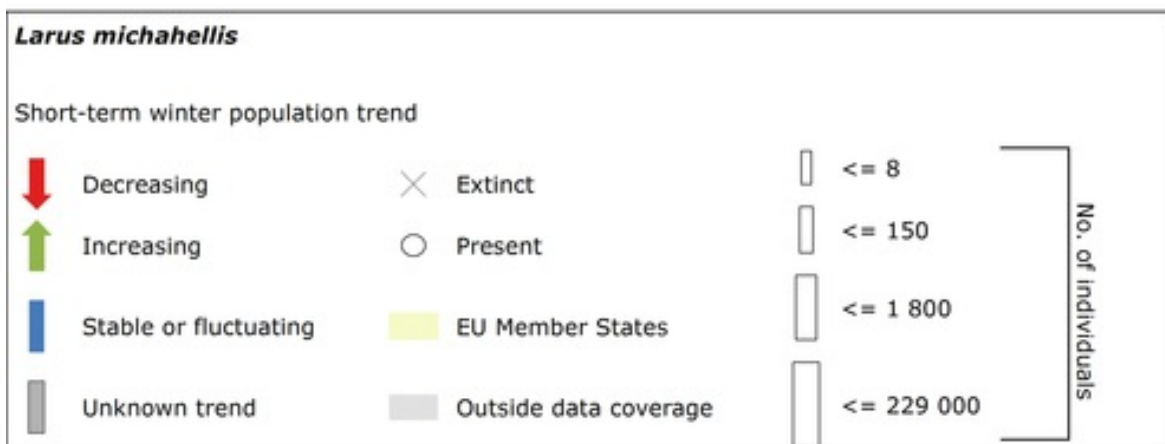 Larus michahellis
Short-term winter population trend
Decreasing
Increasing
Stable or fluctuating
Unknown trend
Extinct
Present
EU Member States
Outside data coverage
<= 8
<= 150
<= 1 800
<= 229 000
No. of individuals